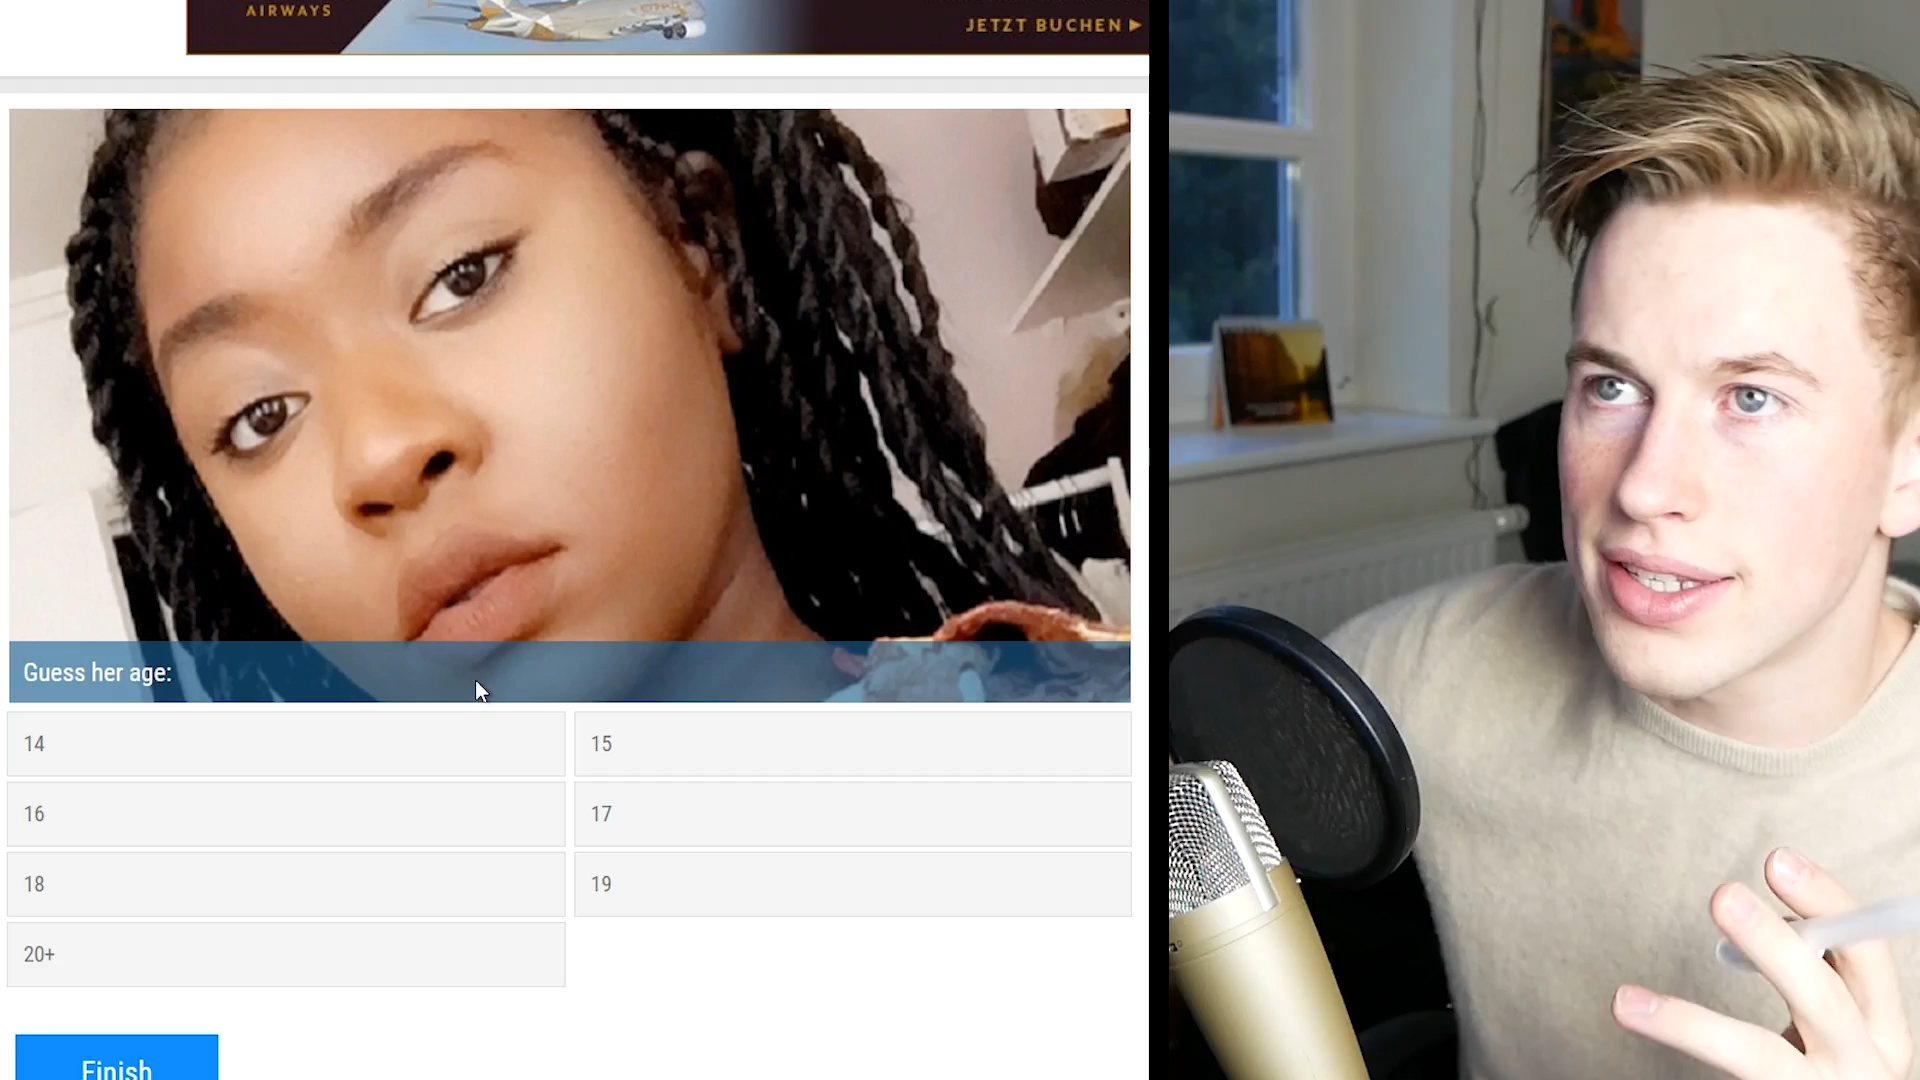 AIRWAYS
JETZT BUCHEN
Guess her age:
14
15
16
17
18
19
20+
Finish